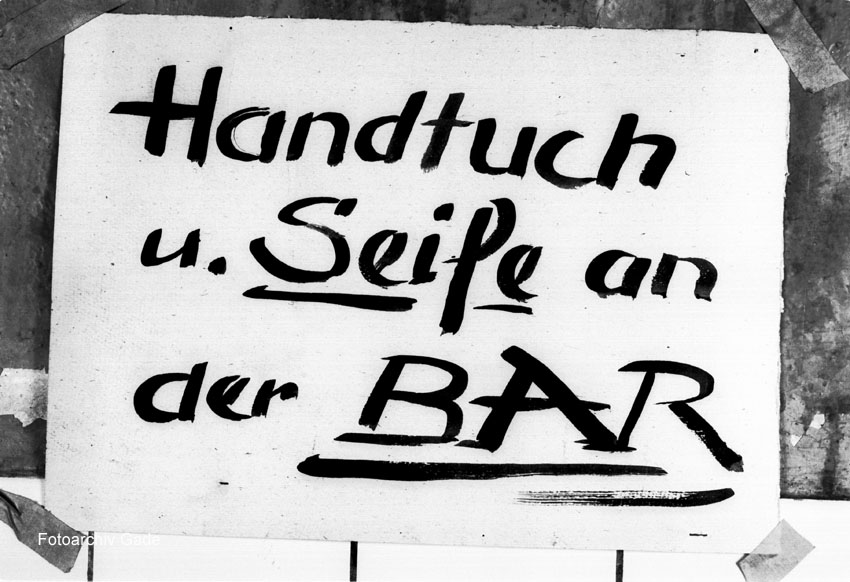 Handtuch
u. Seife an
der BAR
Fotoarchiv Gade